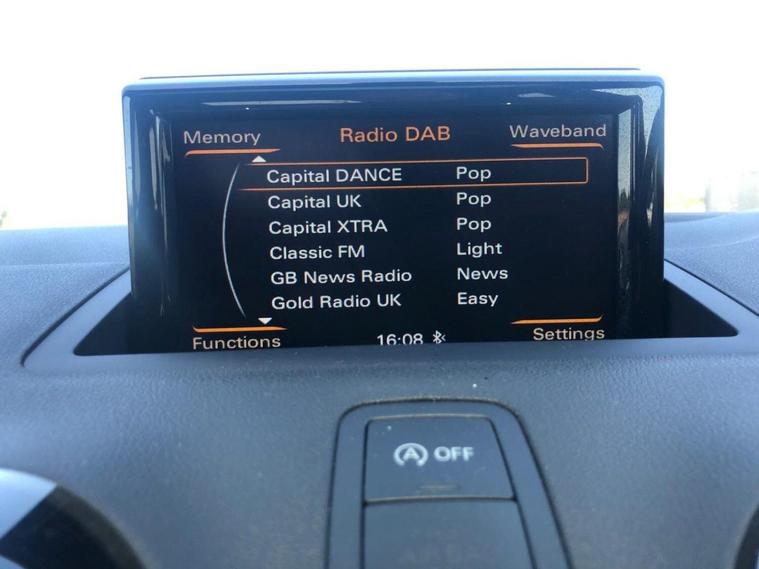 Memory Radio DAB Waveband
Capital DANCE Pop
Capital UK Pop
Capital XTRA Pop
Classic FM Light
GB News Radio News
Gold Radio UK Easy
Functions 16:08 Settings
A OFF